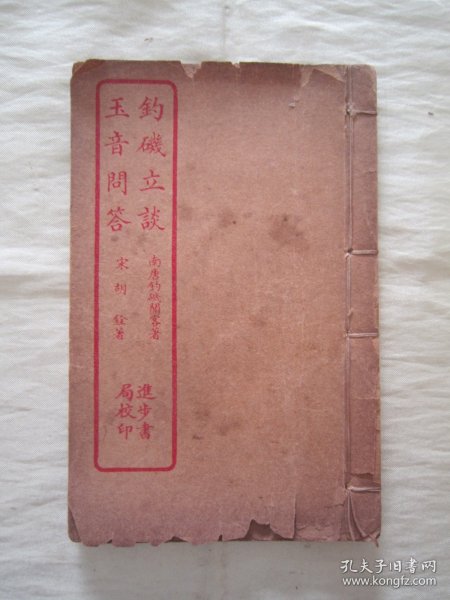 釣磯立談 南唐釣磯閒客著
玉音問答 宋胡 銓著
進步書
局校印
孔夫子旧书网
www.kongfz.com